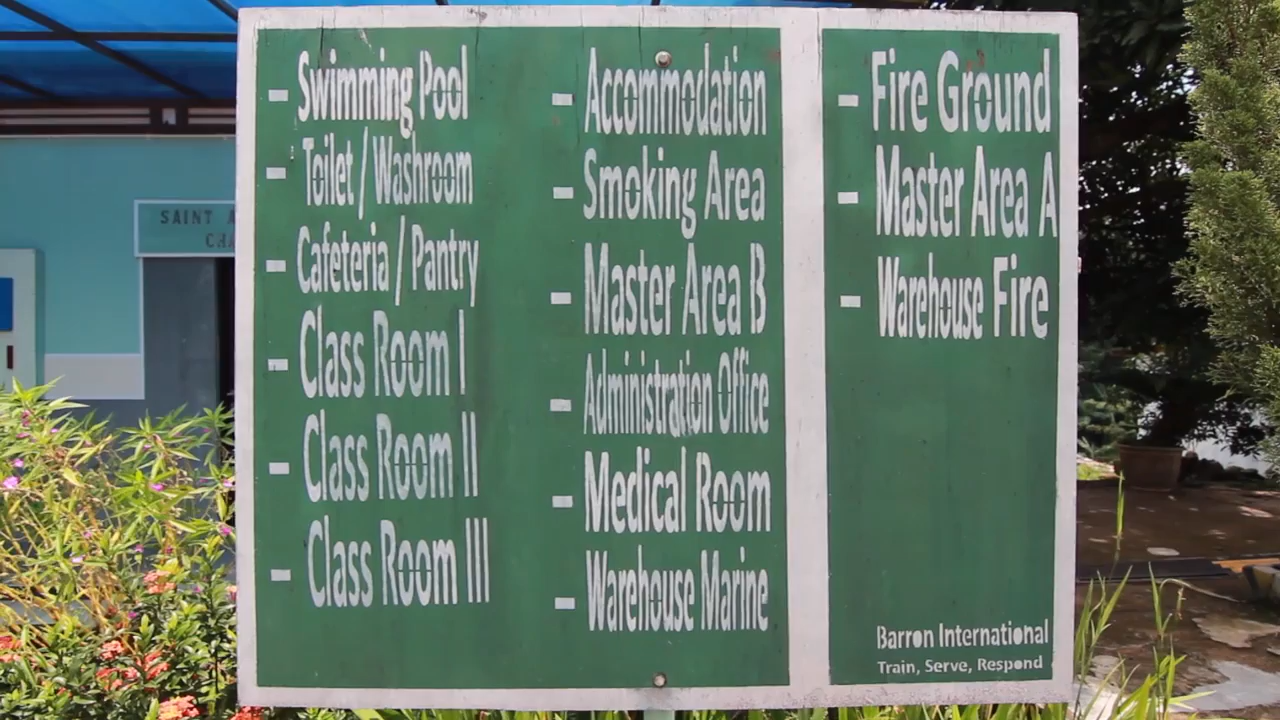 - Swimming Pool
- Toilet / Washroom
- Cafeteria / Pantry
- Class Room I
- Class Room II
- Class Room III
- Accommodation
- Smoking Area
- Master Area B
- Administration Office
- Medical Room
- Warehouse Marine
- Fire Ground
- Master Area A
- Warehouse Fire
Barron International
Train, Serve, Respond
SAINT